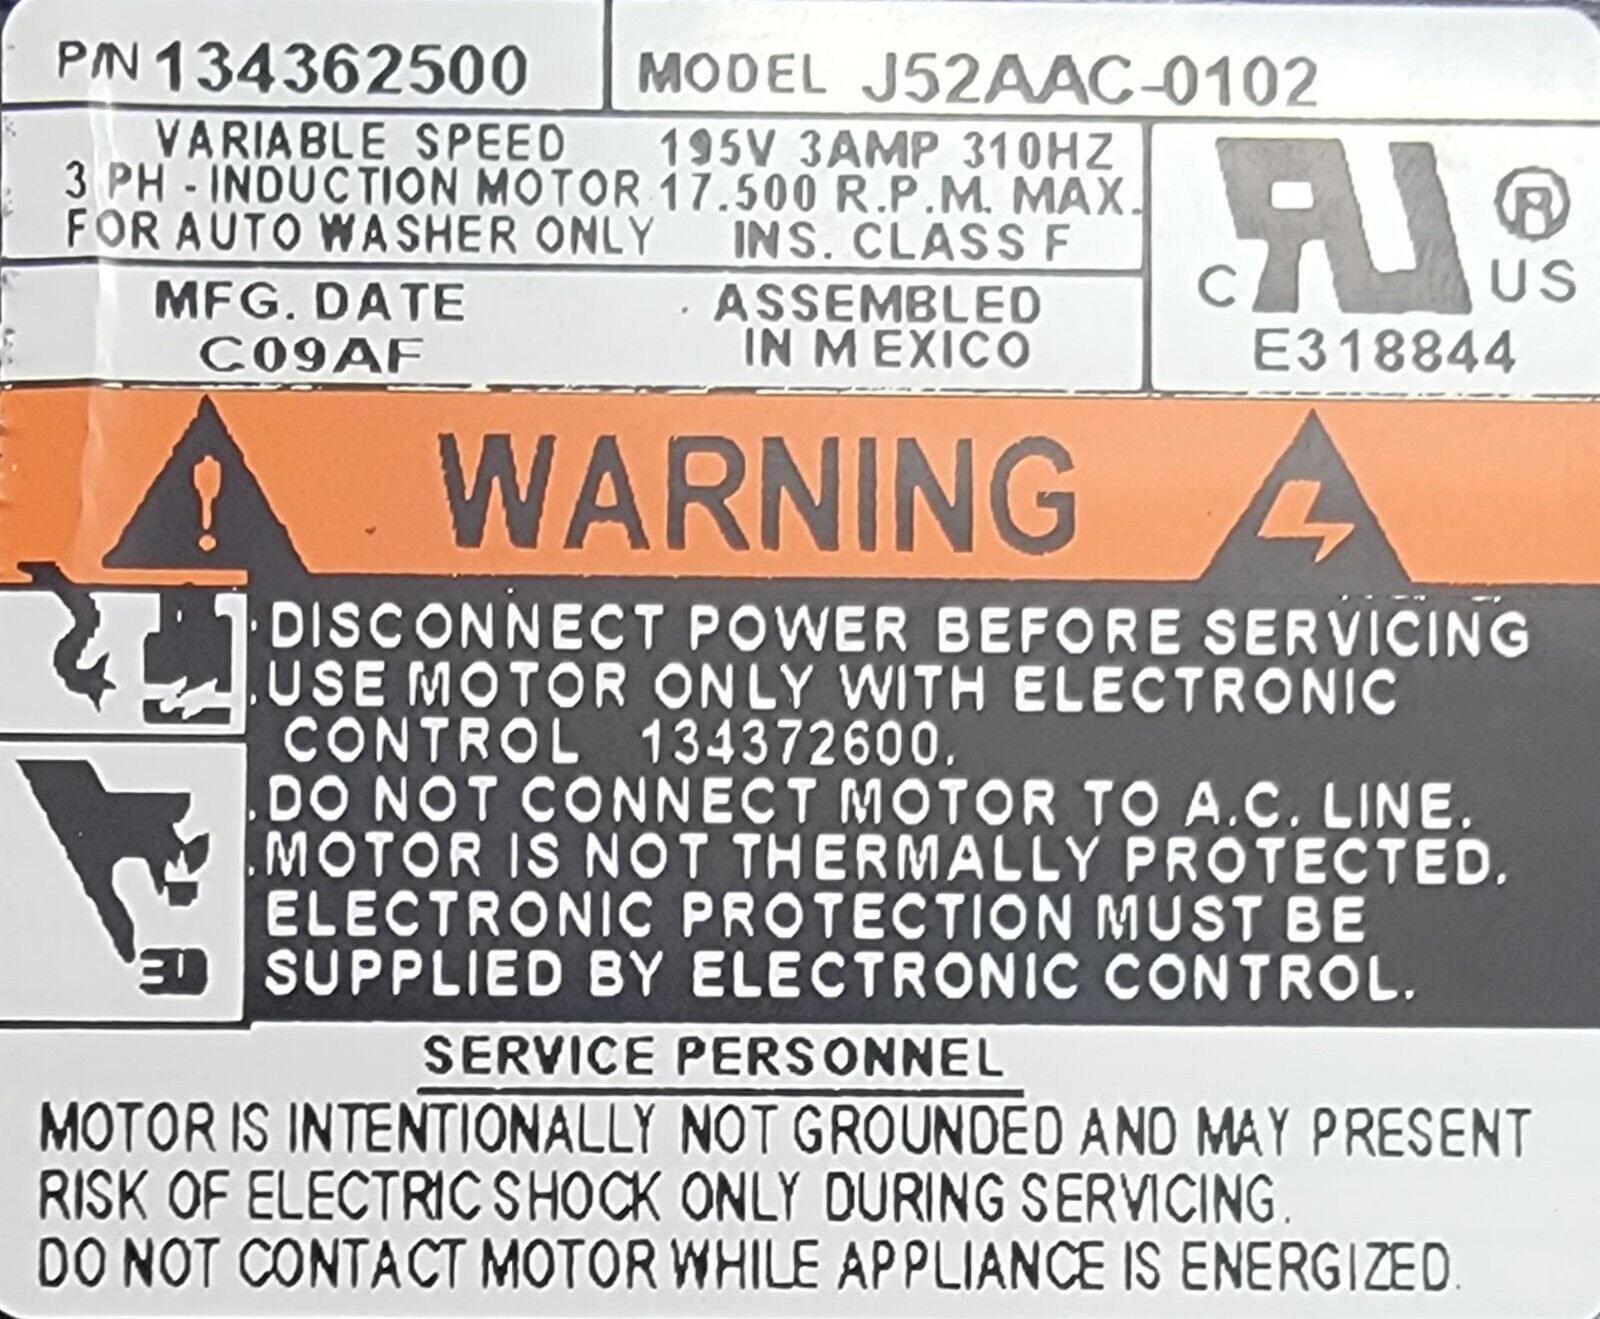 P/N 134362500
MODEL J52AAC-0102
VARIABLE SPEED
3 PH - INDUCTION MOTOR
FOR AUTO WASHER ONLY
195V 3AMP 310HZ
17.500 R.P.M. MAX.
INS. CLASS F
MFG. DATE
C09AF
ASSEMBLED
IN MEXICO
C RU US ®
E318844
WARNING
. DISCONNECT POWER BEFORE SERVICING
. USE MOTOR ONLY WITH ELECTRONIC
CONTROL 134372600.
. DO NOT CONNECT MOTOR TO A.C. LINE.
. MOTOR IS NOT THERMALLY PROTECTED.
ELECTRONIC PROTECTION MUST BE
SUPPLIED BY ELECTRONIC CONTROL.
SERVICE PERSONNEL
MOTOR IS INTENTIONALLY NOT GROUNDED AND MAY PRESENT
RISK OF ELECTRIC SHOCK ONLY DURING SERVICING.
DO NOT CONTACT MOTOR WHILE APPLIANCE IS ENERGIZED.